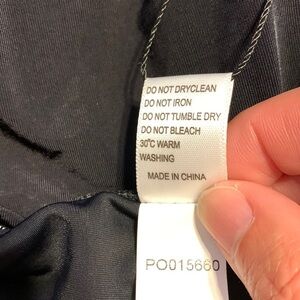 DO NOT DRYCLEAN
DO NOT IRON
DO NOT TUMBLE DRY
DO NOT BLEACH
30°C WARM
WASHING
MADE IN CHINA
PO015660